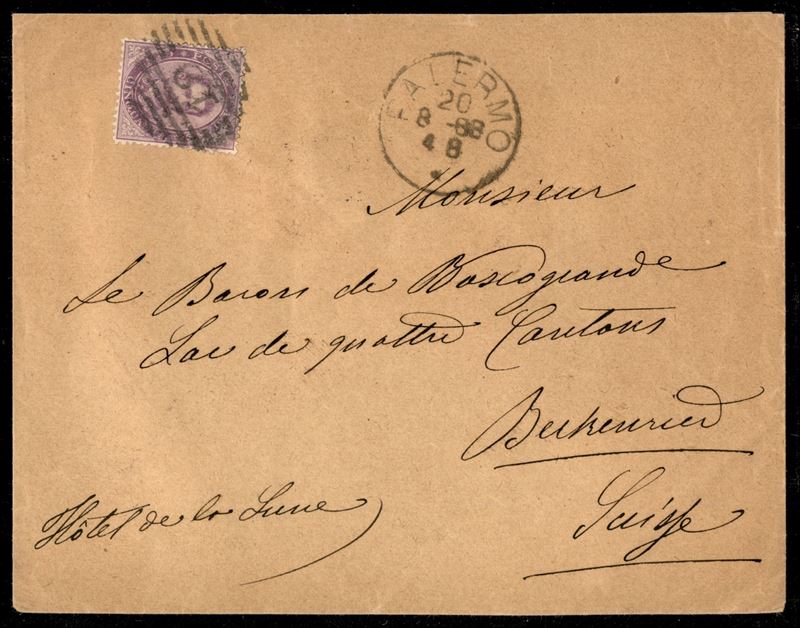 PALERMO
20
8 - 88
4 8
Monsieur
Le Baron de Boscogrande
Lac de quattre Cantons
Beckenried
Suisse
Hôtel de la Lune